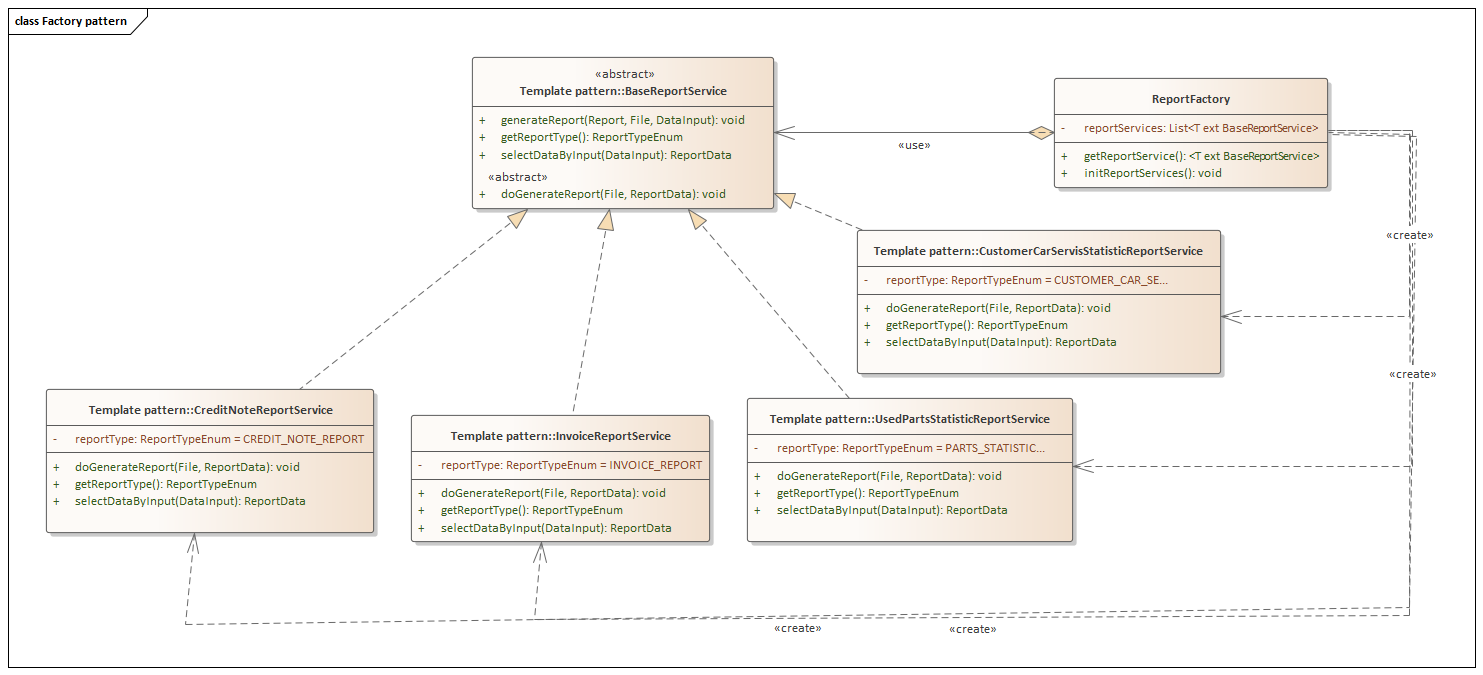 class Factory pattern
«abstract»
Template pattern::BaseReportService
+ generateReport(Report, File, DataInput): void
+ getReportType(): ReportTypeEnum
+ selectDataByInput(DataInput): ReportData
«abstract»
+ doGenerateReport(File, ReportData): void
«use»
ReportFactory
- reportServices: List<T ext BaseReportService>
+ getReportService(): <T ext BaseReportService>
+ initReportServices(): void
«create»
Template pattern::CustomerCarServisStatisticReportService
- reportType: ReportTypeEnum = CUSTOMER_CAR_SE...
+ doGenerateReport(File, ReportData): void
+ getReportType(): ReportTypeEnum
+ selectDataByInput(DataInput): ReportData
«create»
Template pattern::CreditNoteReportService
- reportType: ReportTypeEnum = CREDIT_NOTE_REPORT
+ doGenerateReport(File, ReportData): void
+ getReportType(): ReportTypeEnum
+ selectDataByInput(DataInput): ReportData
Template pattern::InvoiceReportService
- reportType: ReportTypeEnum = INVOICE_REPORT
+ doGenerateReport(File, ReportData): void
+ getReportType(): ReportTypeEnum
+ selectDataByInput(DataInput): ReportData
Template pattern::UsedPartsStatisticReportService
- reportType: ReportTypeEnum = PARTS_STATISTIC...
+ doGenerateReport(File, ReportData): void
+ getReportType(): ReportTypeEnum
+ selectDataByInput(DataInput): ReportData
«create»
«create»